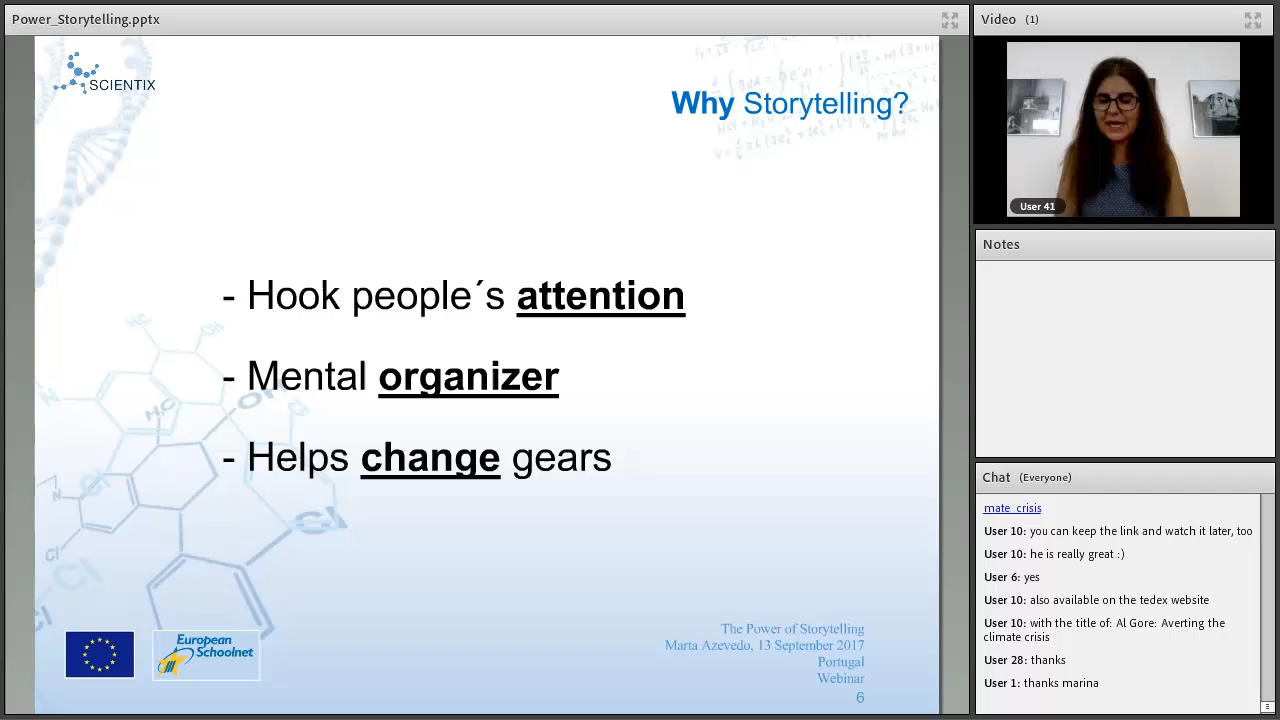 Power_Storytelling.pptx
SCIENTIX
Why Storytelling?
- Hook people´s attention
- Mental organizer
- Helps change gears
European
Schoolnet
The Power of Storytelling
Marta Azevedo, 13 September 2017
Portugal
Webinar
6
Video (1)
User 41
Notes
Chat (Everyone)
mate_crisis
User 10: you can keep the link and watch it later, too
User 10: he is really great :)
User 6: yes
User 10: also available on the tedex website
User 10: with the title of: Al Gore: Averting the
climate crisis
User 28: thanks
User 1: thanks marina